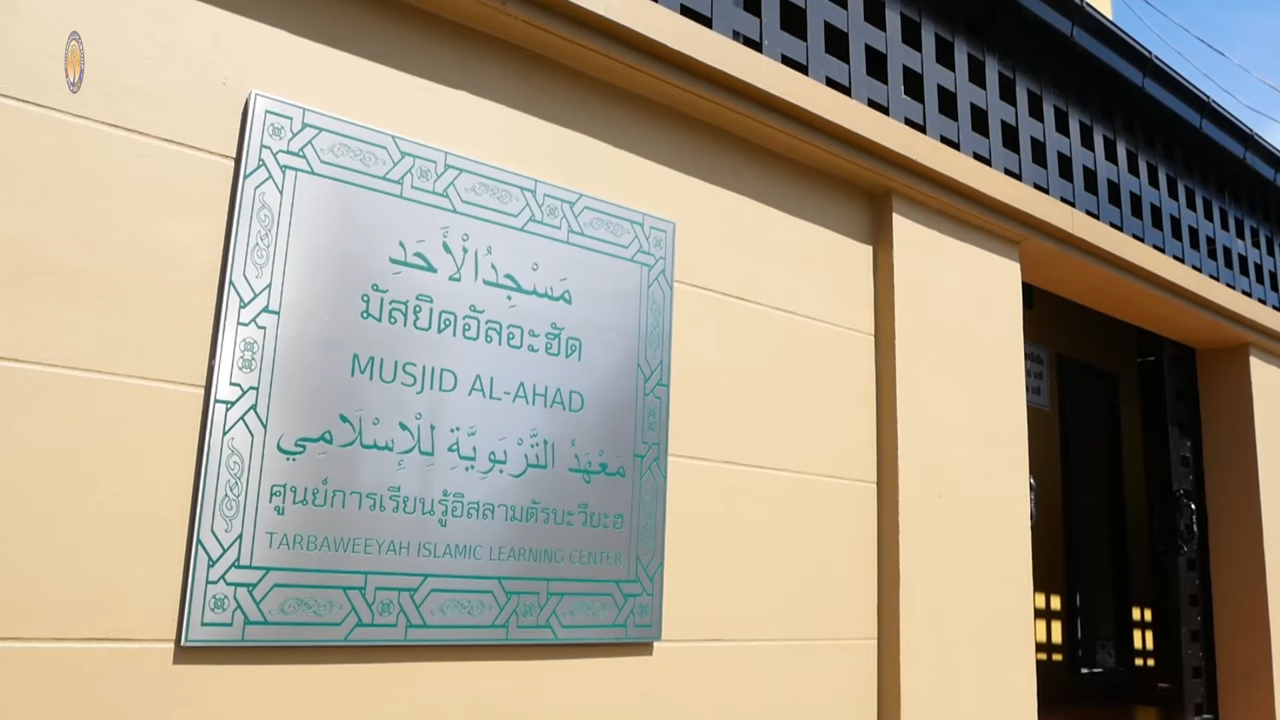 مَسْجِدُالْأَحَدِ
มัสยิดอัลอะฮัด
MUSJID AL-AHAD
مَعْهَدُ التَّرْبَوِيَّةِ لِلْإِسْلَامِي
ศูนย์การเรียนรู้อิสลามตัรบะวียะฮ
TARBAWEEYAH ISLAMIC LEARNING CENTER